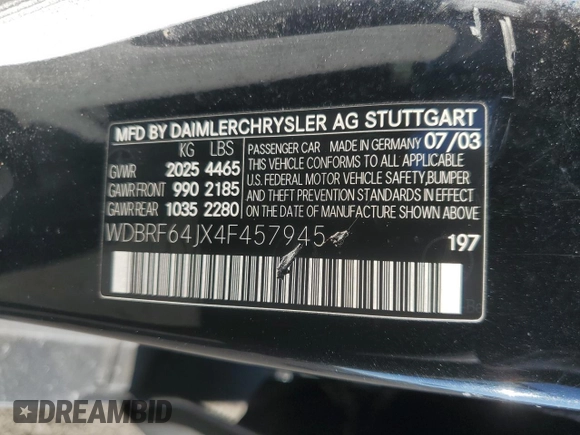 MFD BY DAIMLERCHRYSLER AG STUTTGART
KG LBS
GVWR 2025 4465
GAWR FRONT 990 2185
GAWR REAR 1035 2280
PASSENGER CAR MADE IN GERMANY 07/03
THIS VEHICLE CONFORMS TO ALL APPLICABLE
U.S. FEDERAL MOTOR VEHICLE SAFETY, BUMPER
AND THEFT PREVENTION STANDARDS IN EFFECT
ON THE DATE OF MANUFACTURE SHOWN ABOVE.
WDBRF64JX4F457945
197
DREAMBID